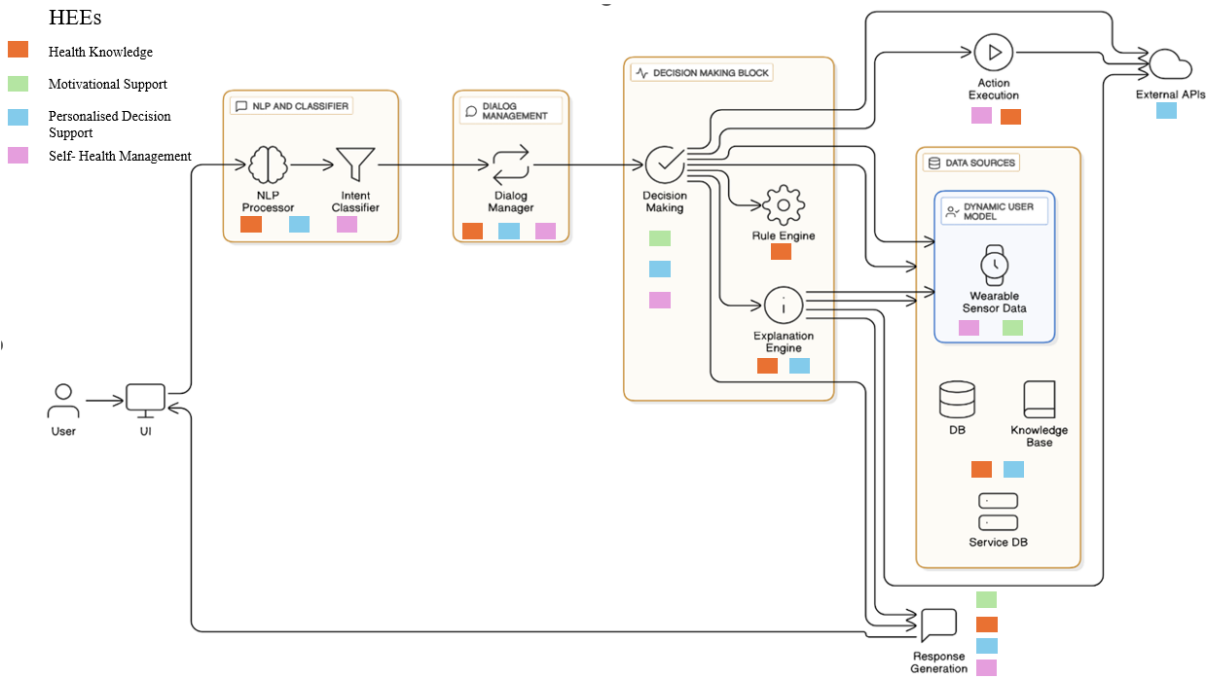 HEEs
Health Knowledge
Motivational Support
Personalised Decision
Support
Self- Health Management
NLP AND CLASSIFIER
NLP
Processor
Intent
Classifier
DIALOG
MANAGEMENT
Dialog
Manager
DECISION MAKING BLOCK
Decision
Making
Rule Engine
Explanation
Engine
Action
Execution
External APIs
DATA SOURCES
DYNAMIC USER
MODEL
Wearable
Sensor Data
DB
Knowledge
Base
Service DB
User
UI
Response
Generation